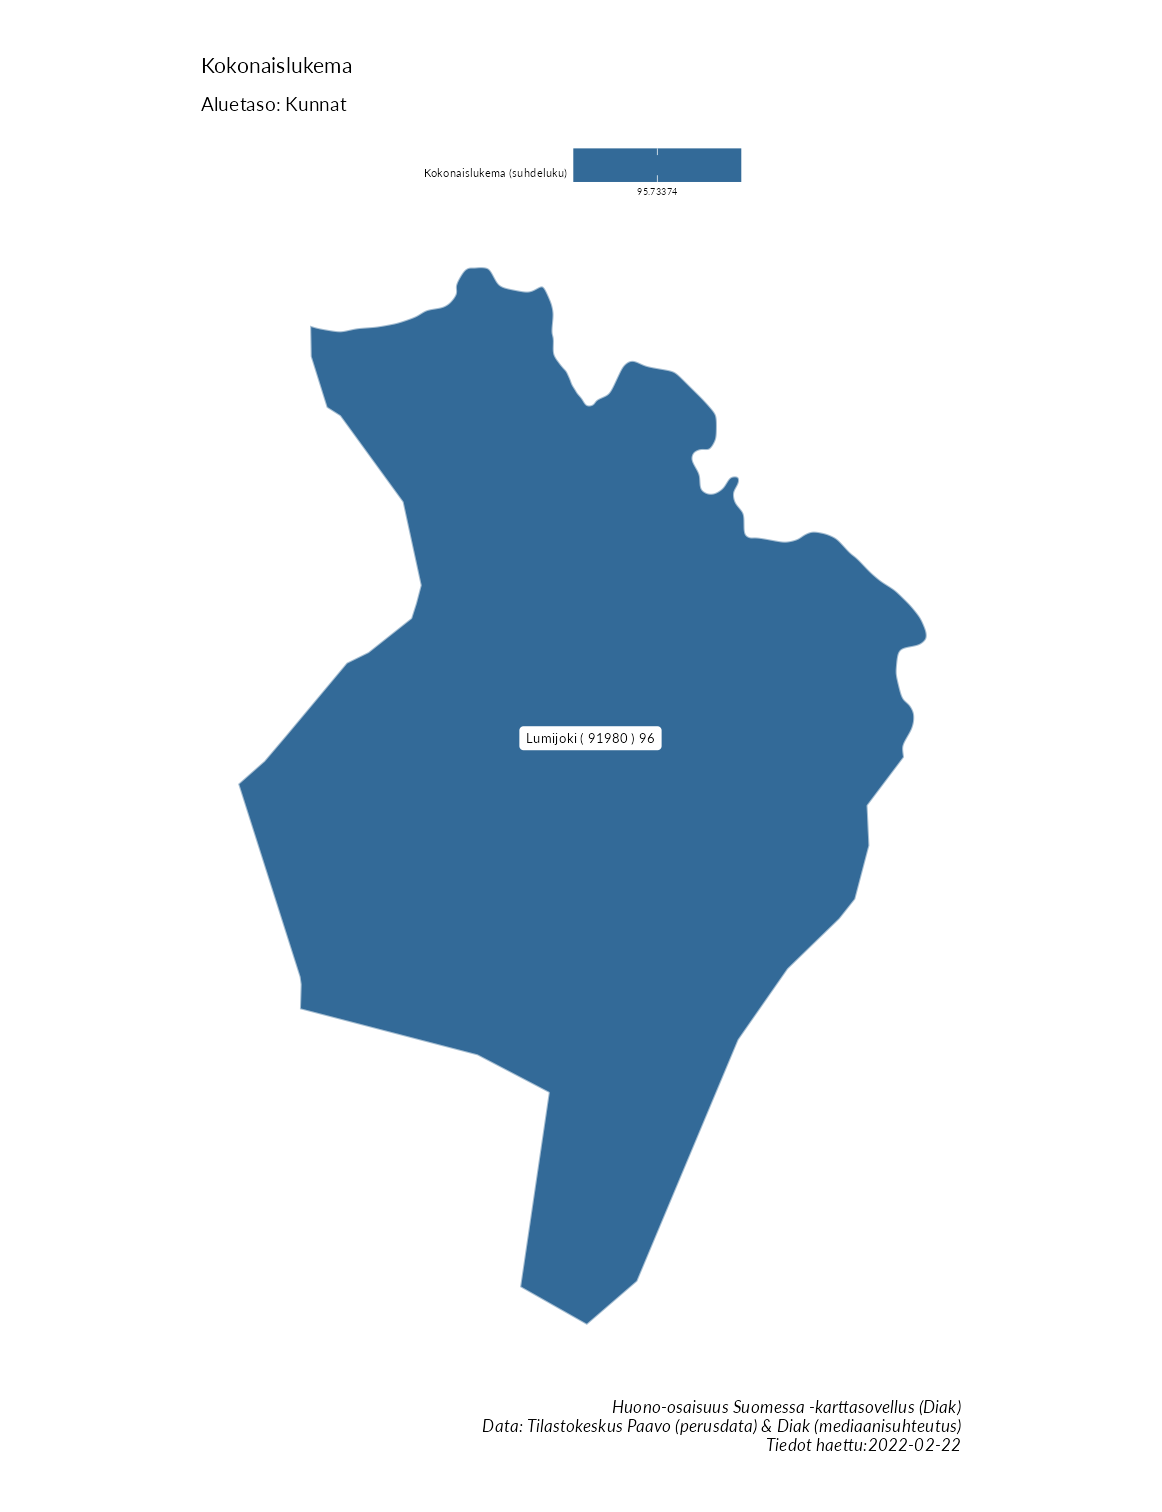 Kokonaislukema
Aluetaso: Kunnat
Kokonaislukema (suhdeluku)
95.73374
Lumijoki ( 91980 ) 96
Huono-osaisuus Suomessa -karttasovellus (Diak)
Data: Tilastokeskus Paavo (perusdata) & Diak (mediaanisuhteutus)
Tiedot haettu:2022-02-22